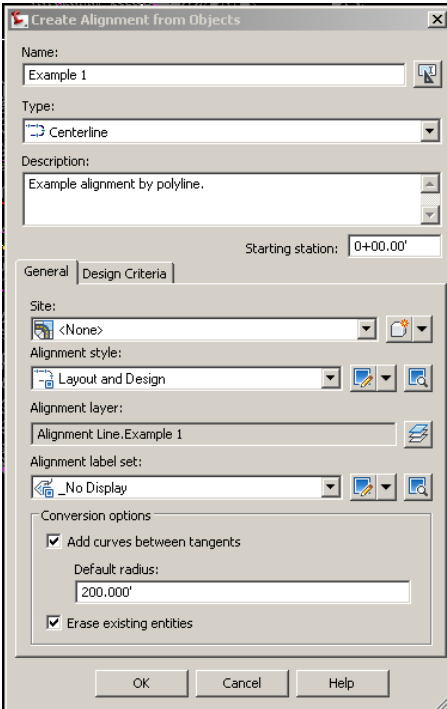 Create Alignment from Objects
Name:
Example 1
Type:
Centerline
Description:
Example alignment by polyline.
Starting station: 0+00.00'
General Design Criteria
Site:
<None>
Alignment style:
Layout and Design
Alignment layer:
Alignment Line.Example 1
Alignment label set:
_No Display
Conversion options
Add curves between tangents
Default radius:
200.000'
Erase existing entities
OK Cancel Help